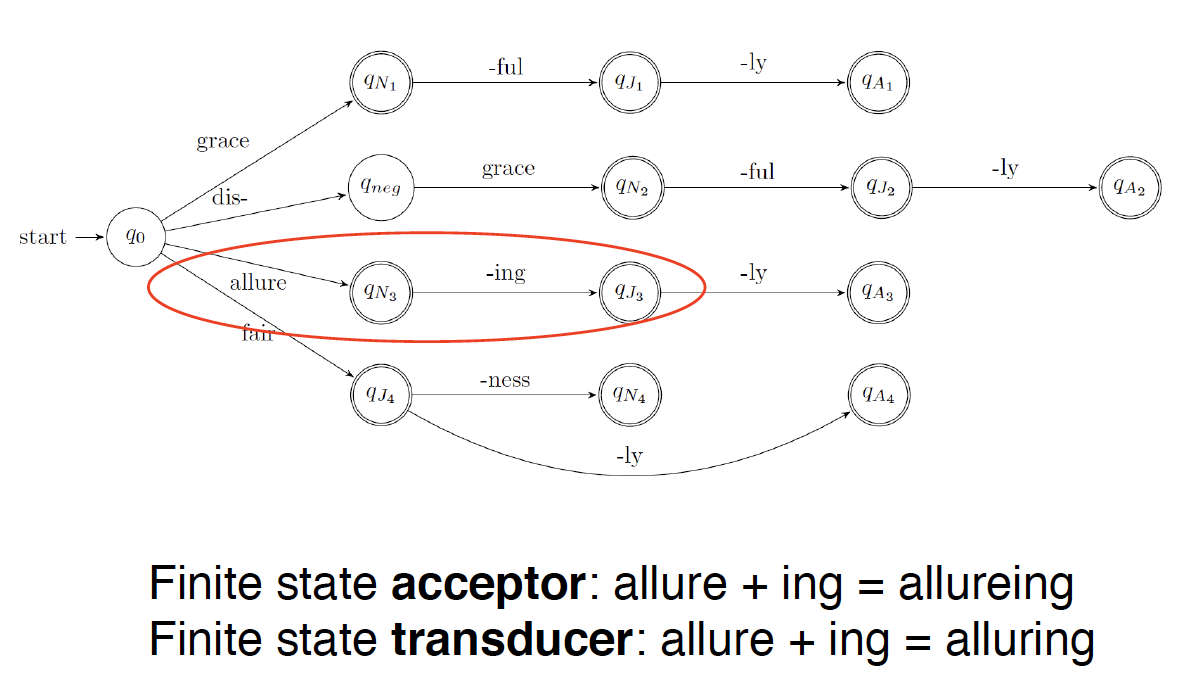 -ful
-ly
q_{N_1}
q_{J_1}
q_{A_1}
grace
grace
-ful
-ly
dis-
q_{neg}
q_{N_2}
q_{J_2}
q_{A_2}
start
q_0
-ing
-ly
allure
q_{N_3}
q_{J_3}
q_{A_3}
fair
-ness
q_{J_4}
q_{N_4}
q_{A_4}
-ly
Finite state acceptor: allure + ing = allureing
Finite state transducer: allure + ing = alluring